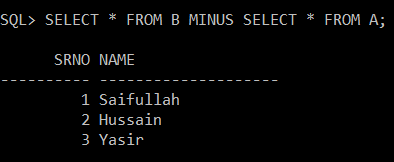 SQL> SELECT * FROM B MINUS SELECT * FROM A;
SRNO NAME
---------- --------------------
1 Saifullah
2 Hussain
3 Yasir